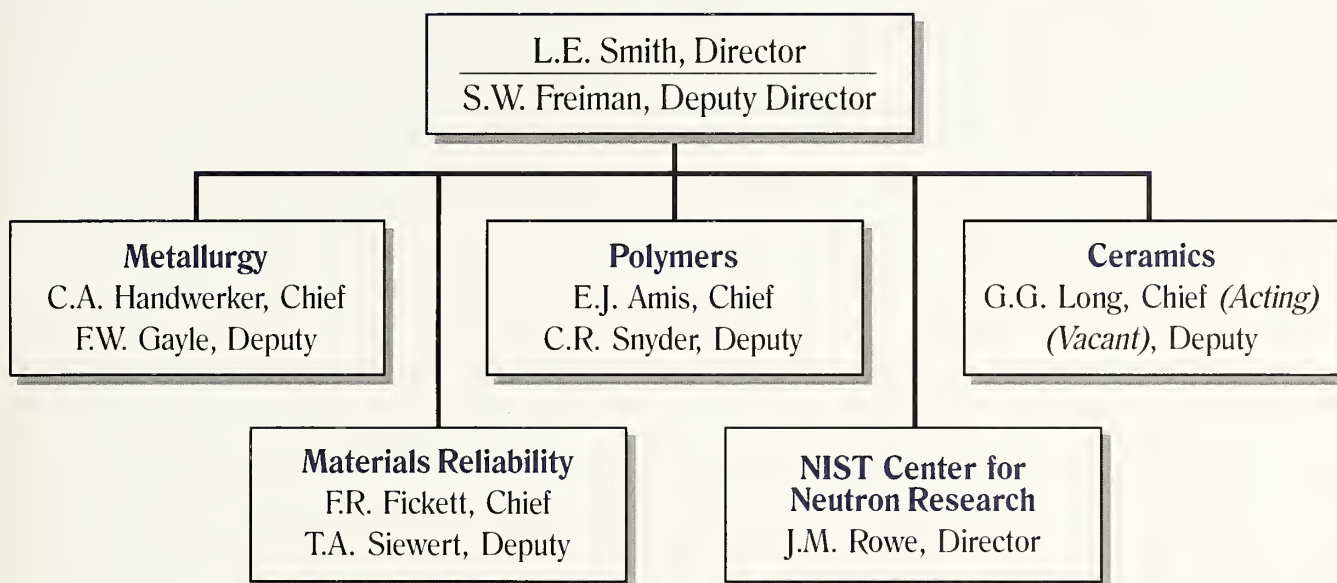 L.E. Smith, Director
S.W. Freiman, Deputy Director
Metallurgy
C.A. Handwerker, Chief
F.W. Gayle, Deputy
Polymers
E.J. Amis, Chief
C.R. Snyder, Deputy
Ceramics
G.G. Long, Chief (Acting)
(Vacant), Deputy
Materials Reliability
F.R. Fickett, Chief
T.A. Siewert, Deputy
NIST Center for
Neutron Research
J.M. Rowe, Director